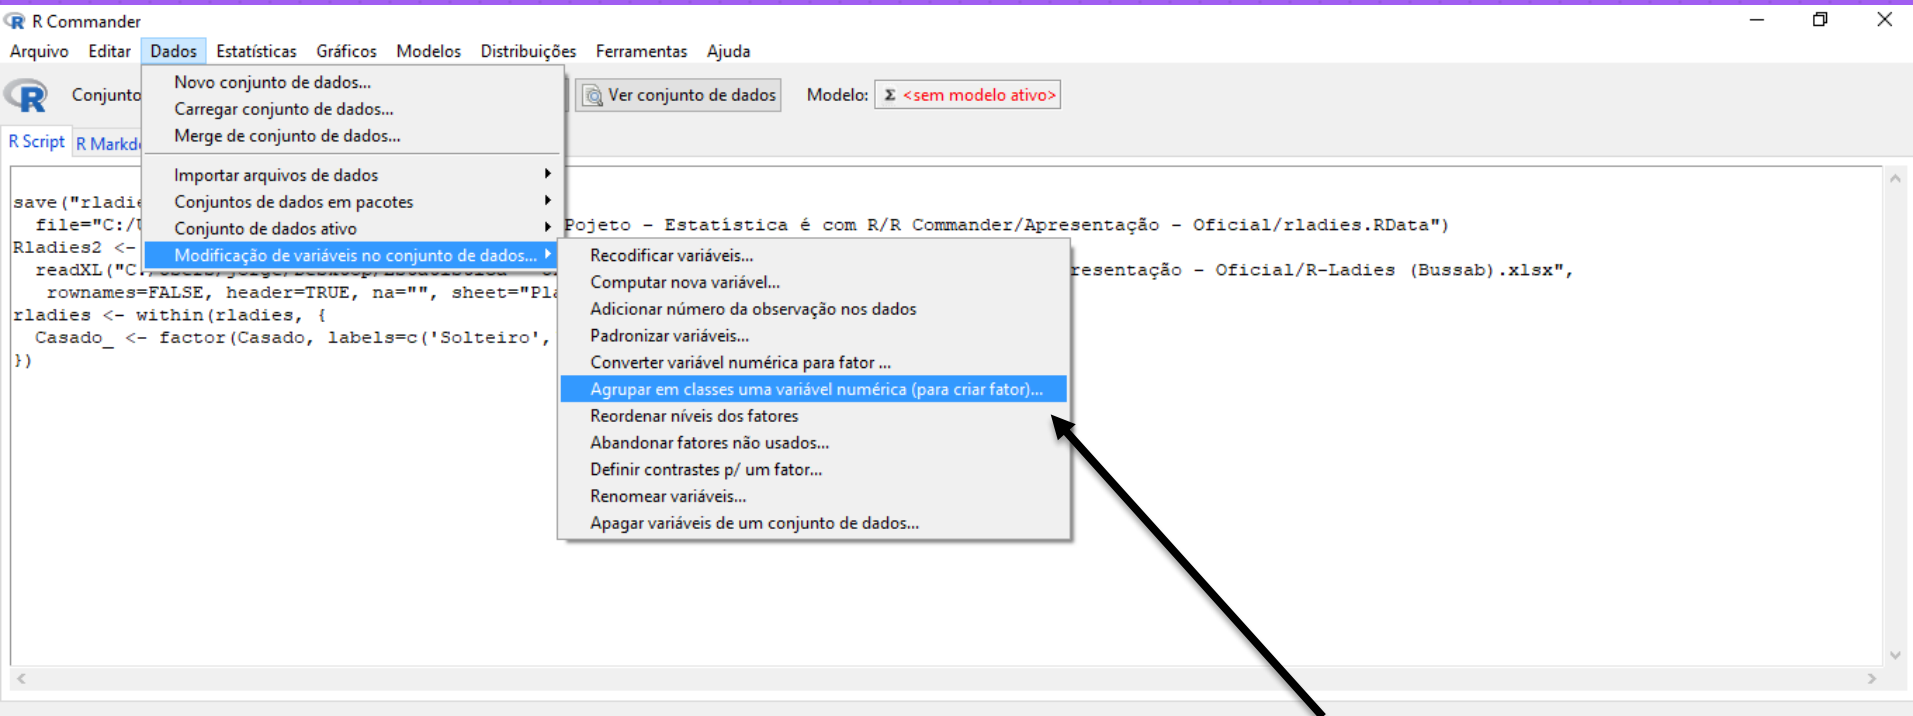 R Commander
Arquivo Editar Dados Estatísticas Gráficos Modelos Distribuições Ferramentas Ajuda
Conjunto
Ver conjunto de dados
Modelo: Σ <sem modelo ativo>
Novo conjunto de dados...
Carregar conjunto de dados...
Merge de conjunto de dados...
Importar arquivos de dados
Conjuntos de dados em pacotes
Conjunto de dados ativo
Modificação de variáveis no conjunto de dados...
Recodificar variáveis...
Computar nova variável...
Adicionar número da observação nos dados
Padronizar variáveis...
Converter variável numérica para fator ...
Agrupar em classes uma variável numérica (para criar fator)...
Reordenar níveis dos fatores
Abandonar fatores não usados...
Definir contrastes p/ um fator...
Renomear variáveis...
Apagar variáveis de um conjunto de dados...
R Script R Markd
save("rladie
file="C:/U Pojeto - Estatística é com R/R Commander/Apresentação - Oficial/rladies.RData")
Rladies2 <-
readXL("C: resentação - Oficial/R-Ladies (Bussab).xlsx",
rownames=FALSE, header=TRUE, na="", sheet="Pla
rladies <- within(rladies, {
Casado_ <- factor(Casado, labels=c('Solteiro',
})